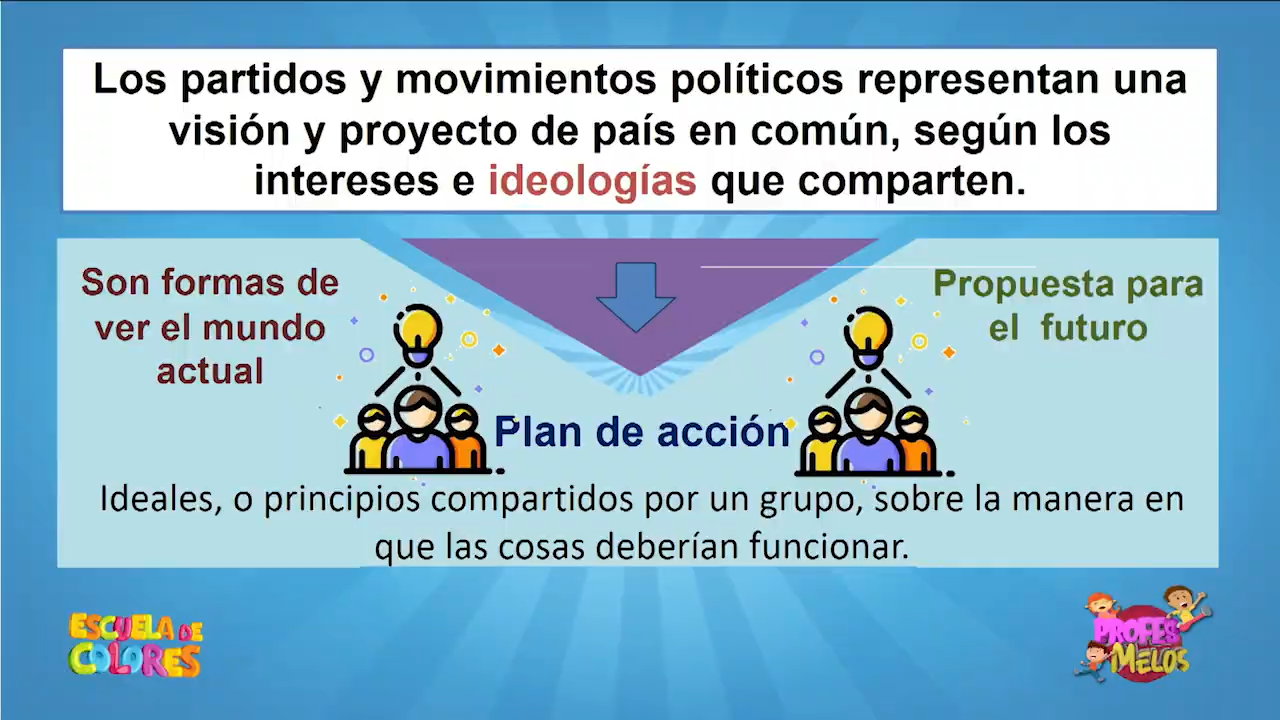 Los partidos y movimientos políticos representan una
visión y proyecto de país en común, según los
intereses e ideologías que comparten.
Son formas de
ver el mundo
actual
Propuesta para
el futuro
Plan de acción
Ideales, o principios compartidos por un grupo, sobre la manera en
que las cosas deberían funcionar.
ESCUELA DE
COLORES
PROFES
MELOS